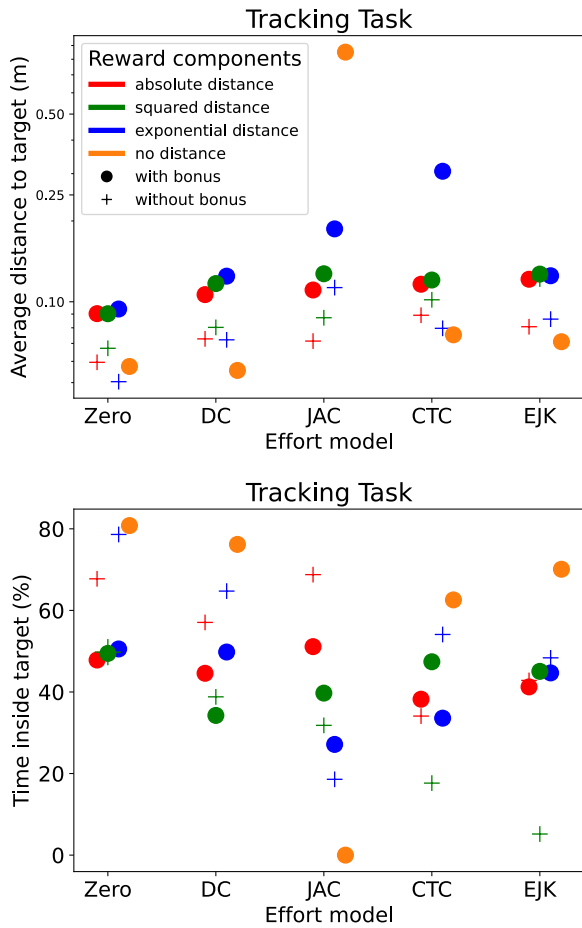 Tracking Task
Average distance to target (m)
0.50
0.25
0.10
Reward components
absolute distance
squared distance
exponential distance
no distance
with bonus
without bonus
Zero DC JAC CTC EJK
Effort model
Tracking Task
Time inside target (%)
80
60
40
20
0
Zero DC JAC CTC EJK
Effort model